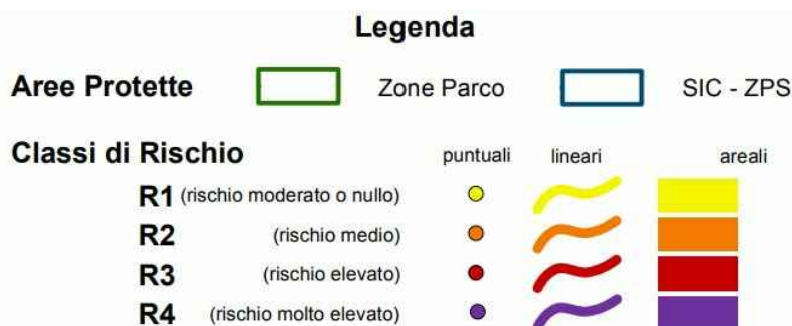 Legenda
Aree Protette Zone Parco SIC - ZPS
Classi di Rischio puntuali lineari areali
R1 (rischio moderato o nullo)
R2 (rischio medio)
R3 (rischio elevato)
R4 (rischio molto elevato)